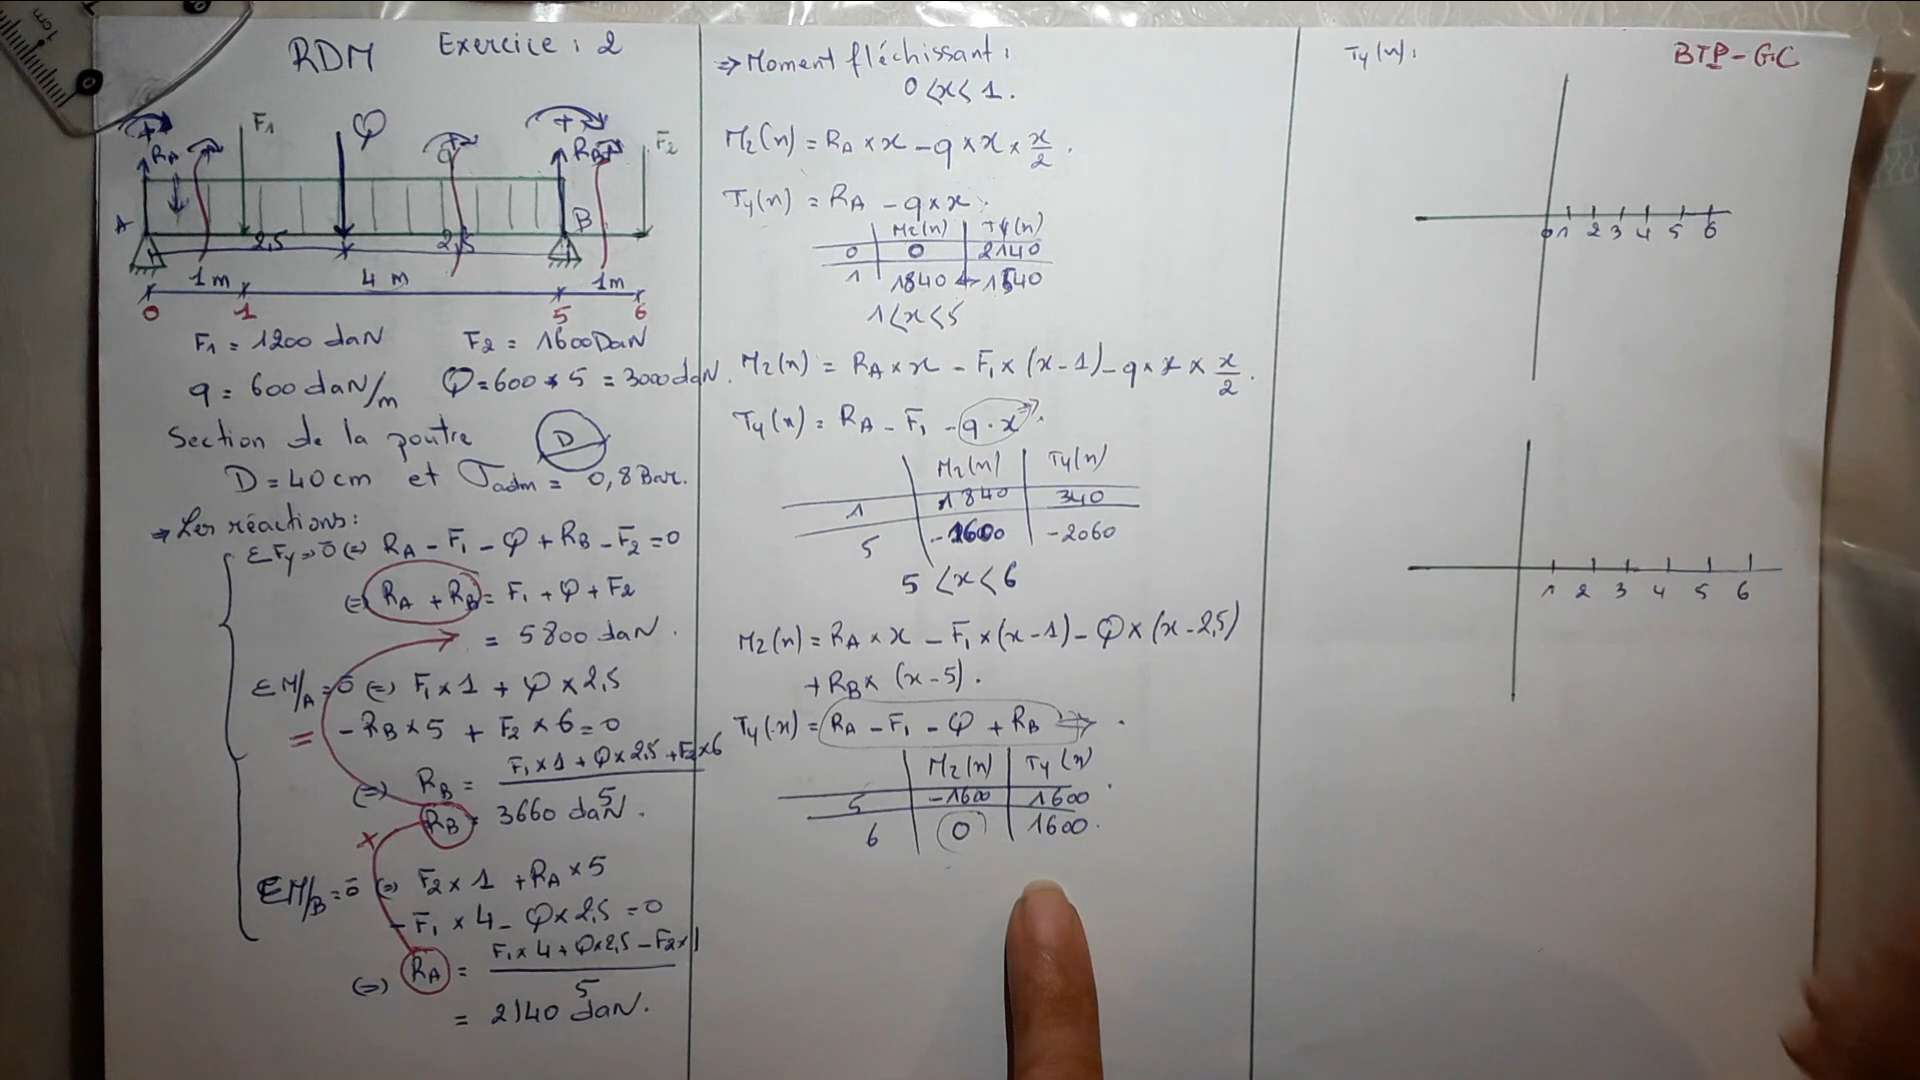 RDM Exercice : 2
RA F1 Q q RB F2
A B
2,5 2,5
1m 4 m 1m
0 1 5 6
F1 = 1200 daN F2 = 1600 DaN
q = 600 daN/m Q = 600 * 5 = 3000 daN.
Section de la poutre D
D = 40 cm et σadm = 0,8 Bar.
⇒ Les réactions :
ΣFy = 0 (=) RA - F1 - Q + RB - F2 = 0
(=) RA + RB = F1 + Q + F2
= 5800 daN.
ΣM/A = 0 (=) F1 × 1 + Q × 2,5
- RB × 5 + F2 × 6 = 0
(=) RB = F1 × 1 + Q × 2,5 + F2 × 6
5
RB = 3660 daN.
ΣM/B = 0 (=) F2 × 1 + RA × 5
- F1 × 4 - Q × 2,5 = 0
(=) RA = F1 × 4 + Q × 2,5 - F2 × 1
5
= 2140 daN.
⇒ Moment fléchissant :
0 < x < 1.
Mz(x) = RA × x - q × x × x/2.
Ty(x) = RA - q × x.
Mz(x) Ty(x)
0 0 2140
1 1840 1540
1 < x < 5
Mz(x) = RA × x - F1 × (x - 1) - q × x × x/2.
Ty(x) = RA - F1 - q · x.
Mz(x) Ty(x)
1 1840 340
5 -1600 -2060
5 < x < 6
Mz(x) = RA × x - F1 × (x - 1) - Q × (x - 2,5)
+ RB × (x - 5).
Ty(x) = RA - F1 - Q + RB.
Mz(x) Ty(x)
5 -1600 1600
6 0 1600.
Ty(x) : BTP - GC
0 1 2 3 4 5 6
1 2 3 4 5 6